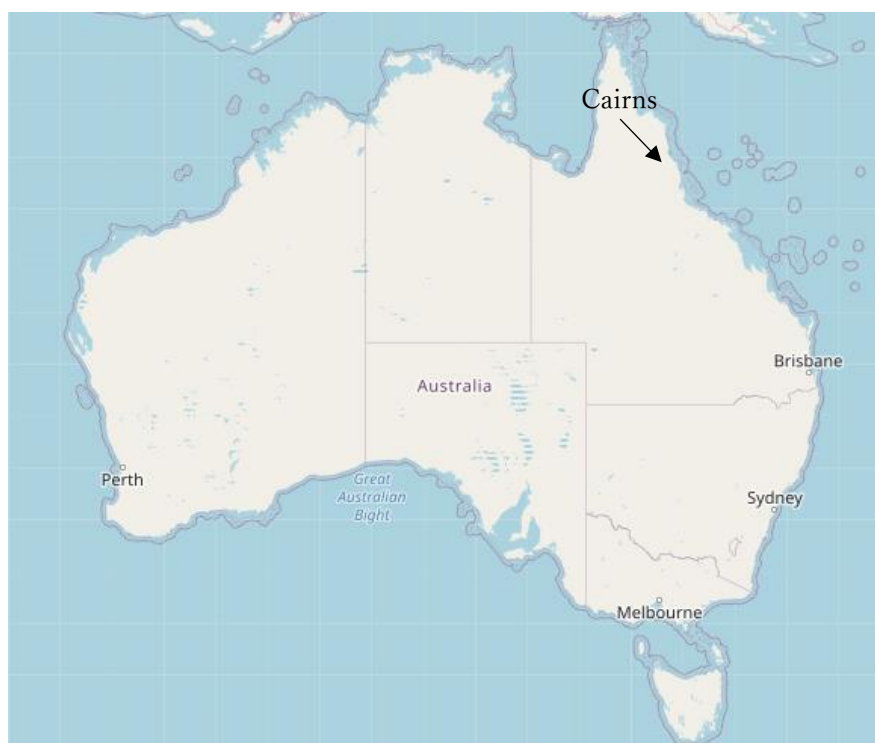 Cairns
Brisbane
Australia
Perth
Great
Australian
Bight
Sydney
Melbourne